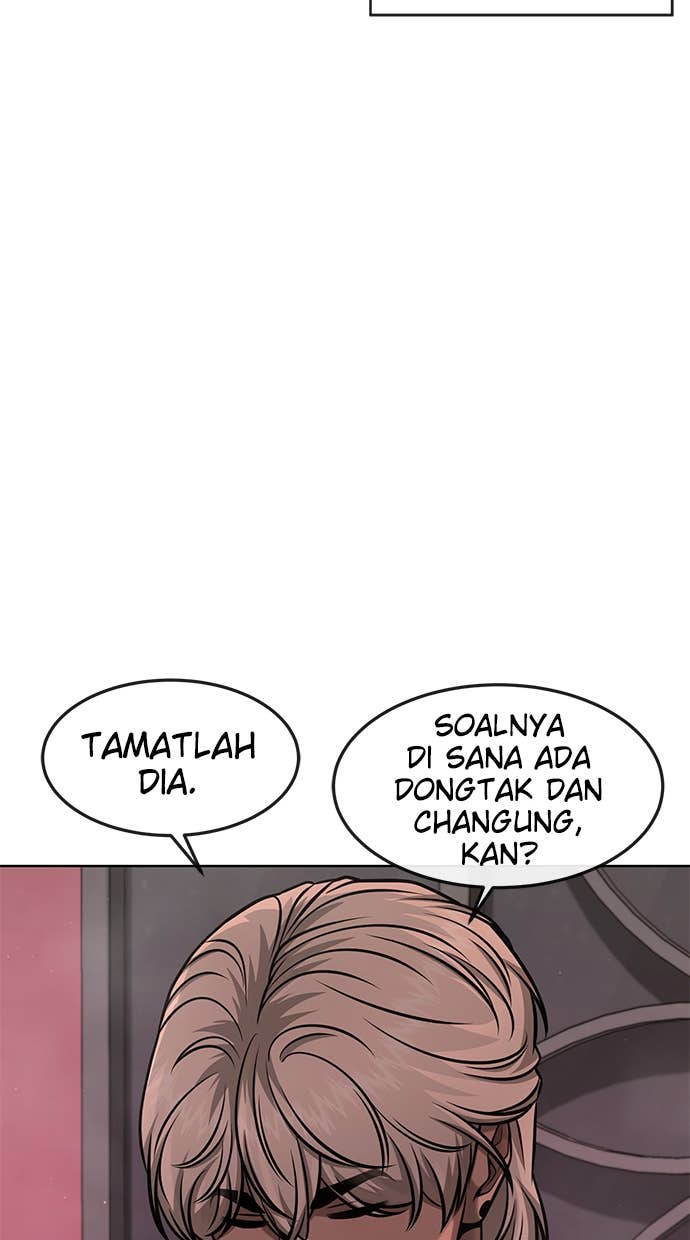 TAMATLAH
DIA.
SOALNYA
DI SANA ADA
DONGTAK DAN
CHANGUNG,
KAN?